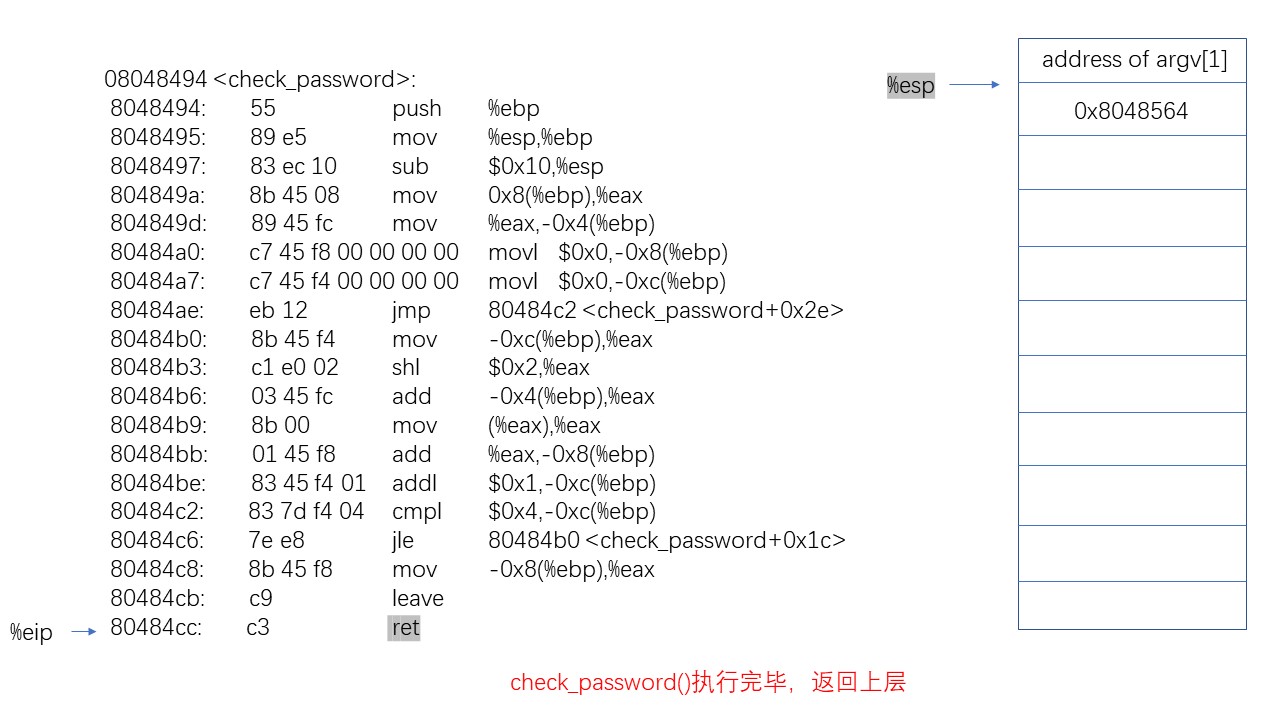 08048494 <check_password>:
8048494: 55 push %ebp
8048495: 89 e5 mov %esp,%ebp
8048497: 83 ec 10 sub $0x10,%esp
804849a: 8b 45 08 mov 0x8(%ebp),%eax
804849d: 89 45 fc mov %eax,-0x4(%ebp)
80484a0: c7 45 f8 00 00 00 00 movl $0x0,-0x8(%ebp)
80484a7: c7 45 f4 00 00 00 00 movl $0x0,-0xc(%ebp)
80484ae: eb 12 jmp 80484c2 <check_password+0x2e>
80484b0: 8b 45 f4 mov -0xc(%ebp),%eax
80484b3: c1 e0 02 shl $0x2,%eax
80484b6: 03 45 fc add -0x4(%ebp),%eax
80484b9: 8b 00 mov (%eax),%eax
80484bb: 01 45 f8 add %eax,-0x8(%ebp)
80484be: 83 45 f4 01 addl $0x1,-0xc(%ebp)
80484c2: 83 7d f4 04 cmpl $0x4,-0xc(%ebp)
80484c6: 7e e8 jle 80484b0 <check_password+0x1c>
80484c8: 8b 45 f8 mov -0x8(%ebp),%eax
80484cb: c9 leave
%eip 80484cc: c3 ret
%esp
address of argv[1]
0x8048564
check_password()执行完毕，返回上层